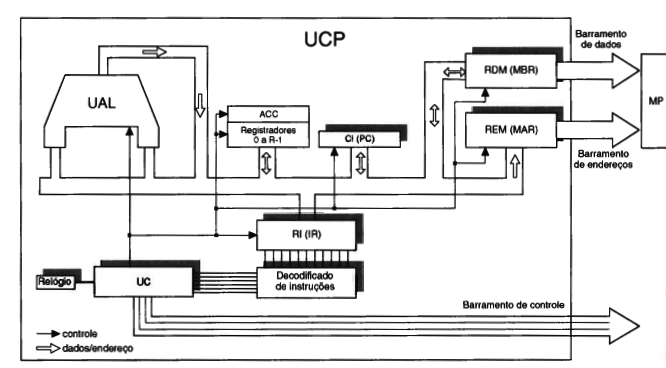 UCP
Barramento
de dados
RDM (MBR)
MP
UAL
ACC
Registradores
0 a R-1
CI (PC)
REM (MAR)
Barramento
de endereços
RI (IR)
Relógio
UC
Decodificado
de instruções
Barramento de controle
controle
dados/endereço